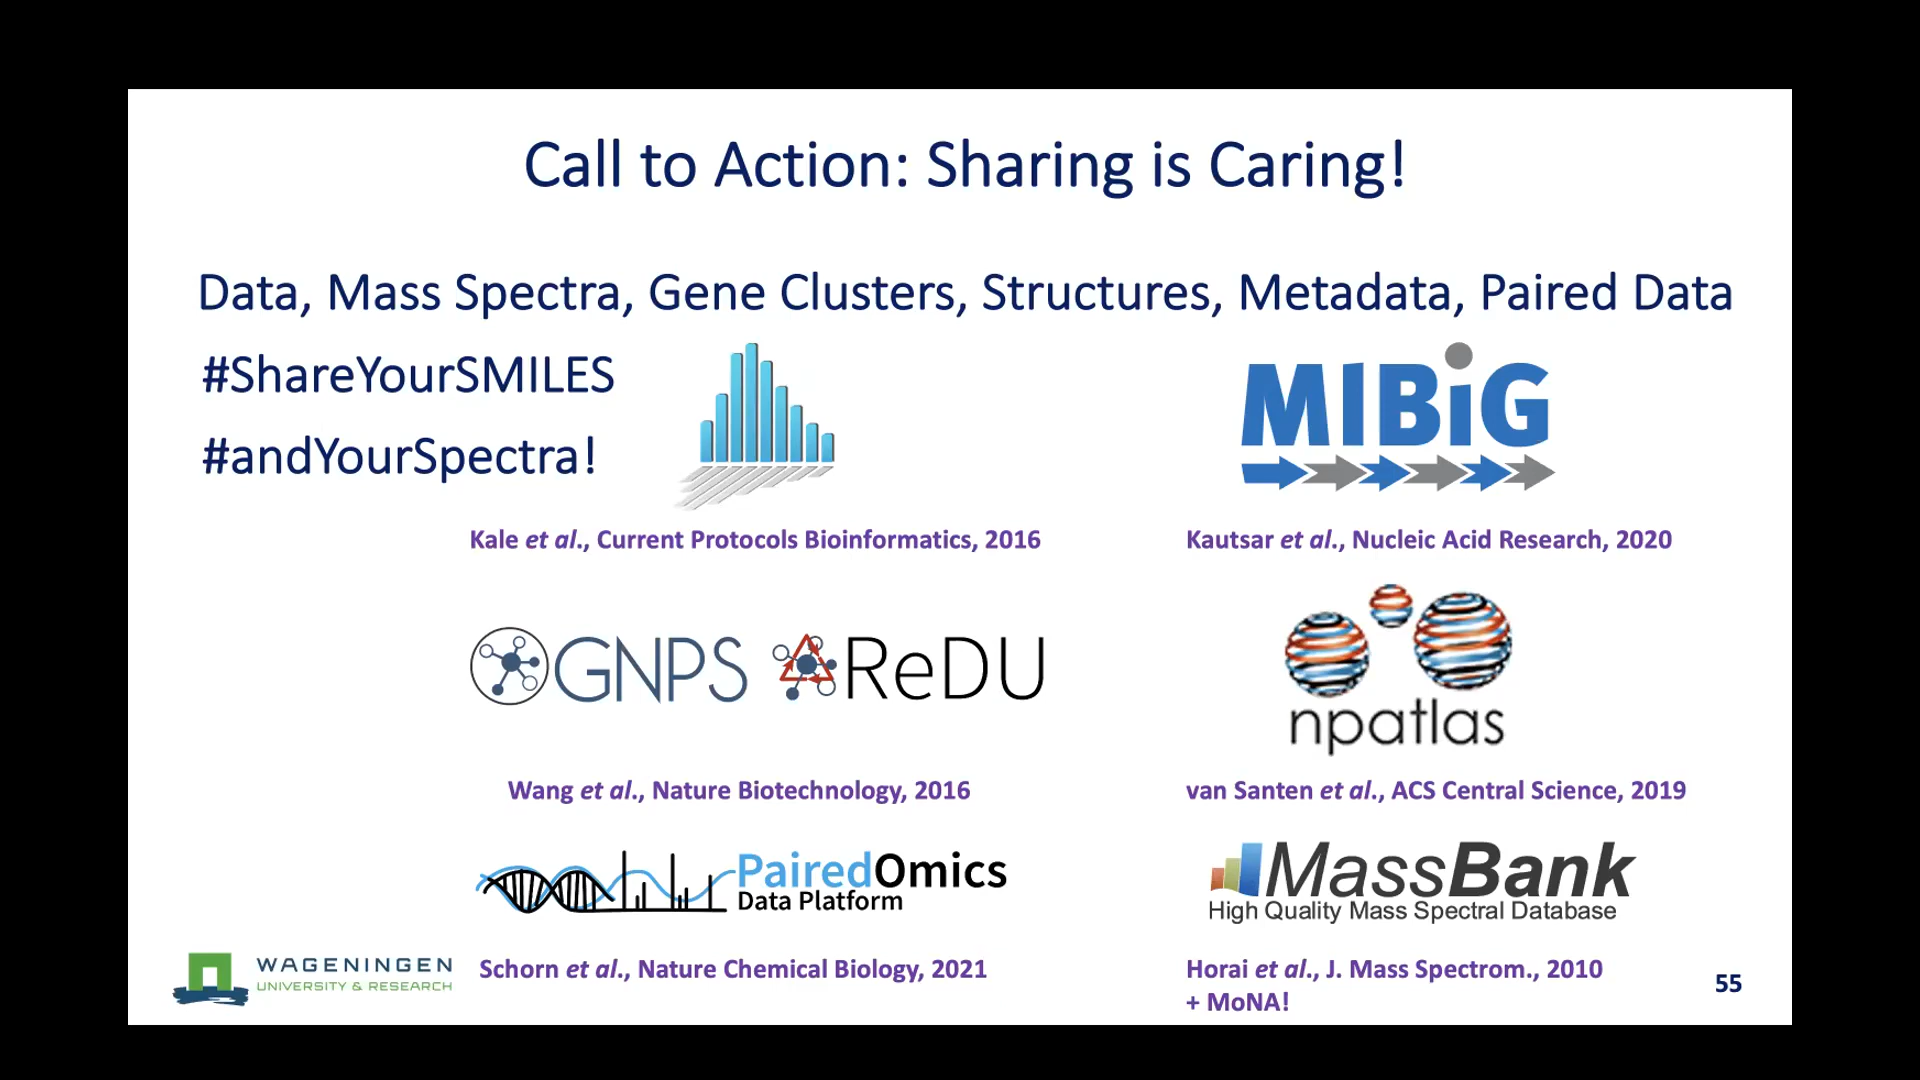 Call to Action: Sharing is Caring!
Data, Mass Spectra, Gene Clusters, Structures, Metadata, Paired Data
#ShareYourSMILES
#andYourSpectra!
MIBiG
Kale et al., Current Protocols Bioinformatics, 2016
Kautsar et al., Nucleic Acid Research, 2020
GNPS
ReDU
npatlas
Wang et al., Nature Biotechnology, 2016
van Santen et al., ACS Central Science, 2019
PairedOmics
Data Platform
MassBank
High Quality Mass Spectral Database
WAGENINGEN
UNIVERSITY & RESEARCH
Schorn et al., Nature Chemical Biology, 2021
Horai et al., J. Mass Spectrom., 2010
+ MoNA!
55